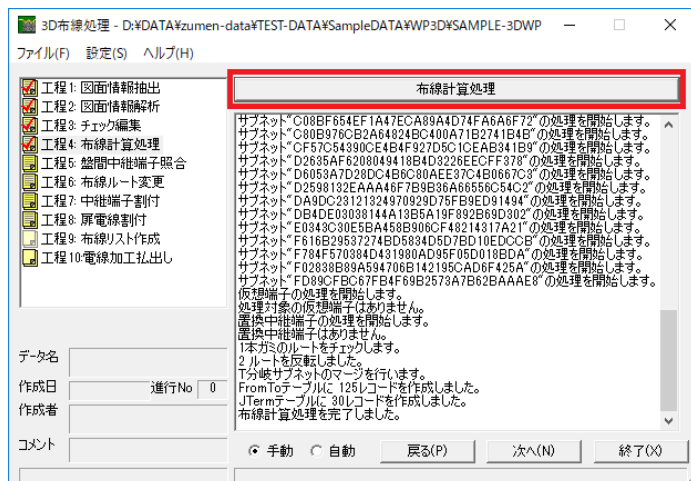 3D布線処理 - D:¥DATA¥zumen-data¥TEST-DATA¥SampleDATA¥WP3D¥SAMPLE-3DWP
ファイル(F) 設定(S) ヘルプ(H)
工程1: 図面情報抽出
工程2: 図面情報解析
工程3: チェック編集
工程4: 布線計算処理
工程5: 盤間中継端子照合
工程6: 布線ルート変更
工程7: 中継端子割付
工程8: 扉電線割付
工程9: 布線リスト作成
工程10:電線加工払出し
データ名
作成日 進行No 0
作成者
コメント
布線計算処理
サブネット"C08BF654EF1A47ECA89A4D74FA6A6F72"の処理を開始します。
サブネット"C80B976CB2A64824BC400A71B2741B4B"の処理を開始します。
サブネット"CF57C54390CE4B4F927D5C1CEAB341B9"の処理を開始します。
サブネット"D2635AF6208049418B4D3226EECFF378"の処理を開始します。
サブネット"D6053A7D28DC4B6C80AEE37C4B0667C3"の処理を開始します。
サブネット"D2598132EAAA46F7B9B36A66556C54C2"の処理を開始します。
サブネット"DA9DC23121324970929D75FB9ED91494"の処理を開始します。
サブネット"DB4DE03038144A13B5A19F892B69D302"の処理を開始します。
サブネット"E0343C30E5BA458B906CF48214317A21"の処理を開始します。
サブネット"F616B29537274BD5834D5D7BD10EDCCB"の処理を開始します。
サブネット"F784F570384D431980AD95F05D018BDA"の処理を開始します。
サブネット"F02838B89A594706B142195CAD6F425A"の処理を開始します。
サブネット"FD89CFBC67FB4F69B2573A7B62BAAAE8"の処理を開始します。
仮想端子の処理を開始します。
処理対象の仮想端子はありません。
置換中継端子の処理を開始します。
置換中継端子はありません。
1本ガミのルートをチェックします。
2 ルートを反転しました。
T分岐サブネットのマージを行います。
FromToテーブルに 125レコードを作成しました。
JTermテーブルに 30レコードを作成しました。
布線計算処理を完了しました。
手動 自動 戻る(P) 次へ(N) 終了(X)